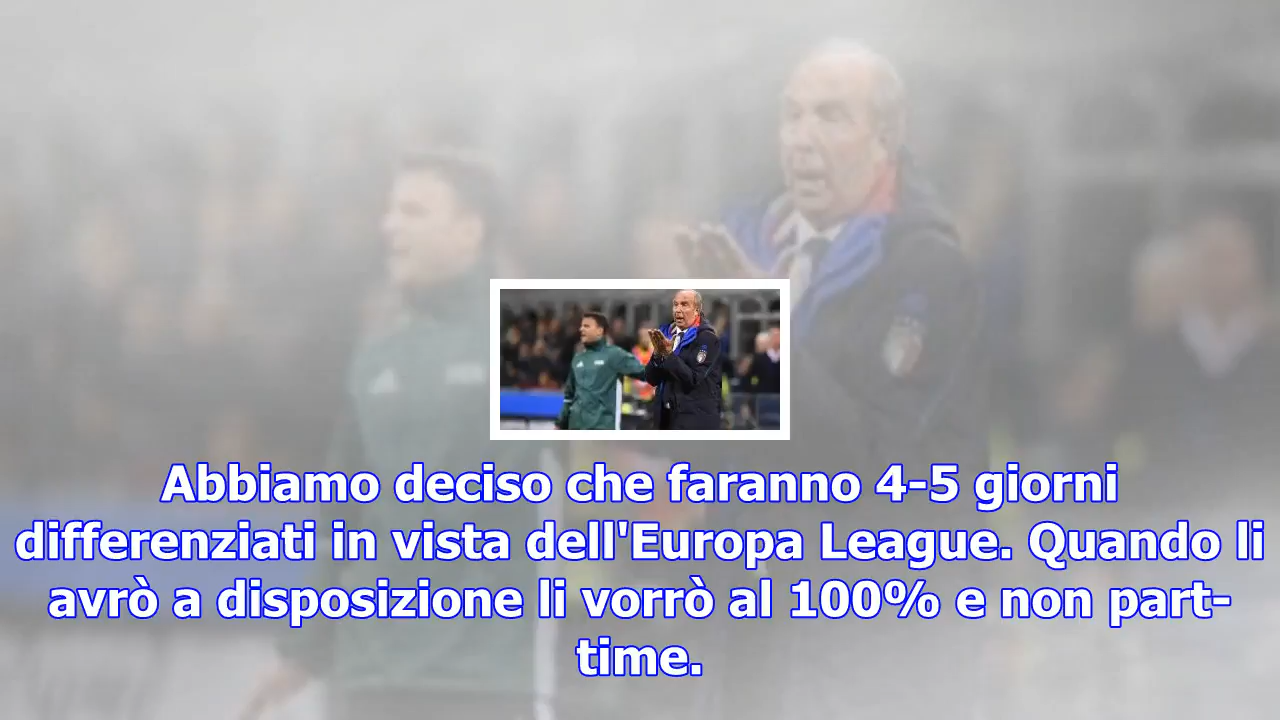 Abbiamo deciso che faranno 4-5 giorni
differenziati in vista dell'Europa League. Quando li
avrò a disposizione li vorrò al 100% e non part-
time.